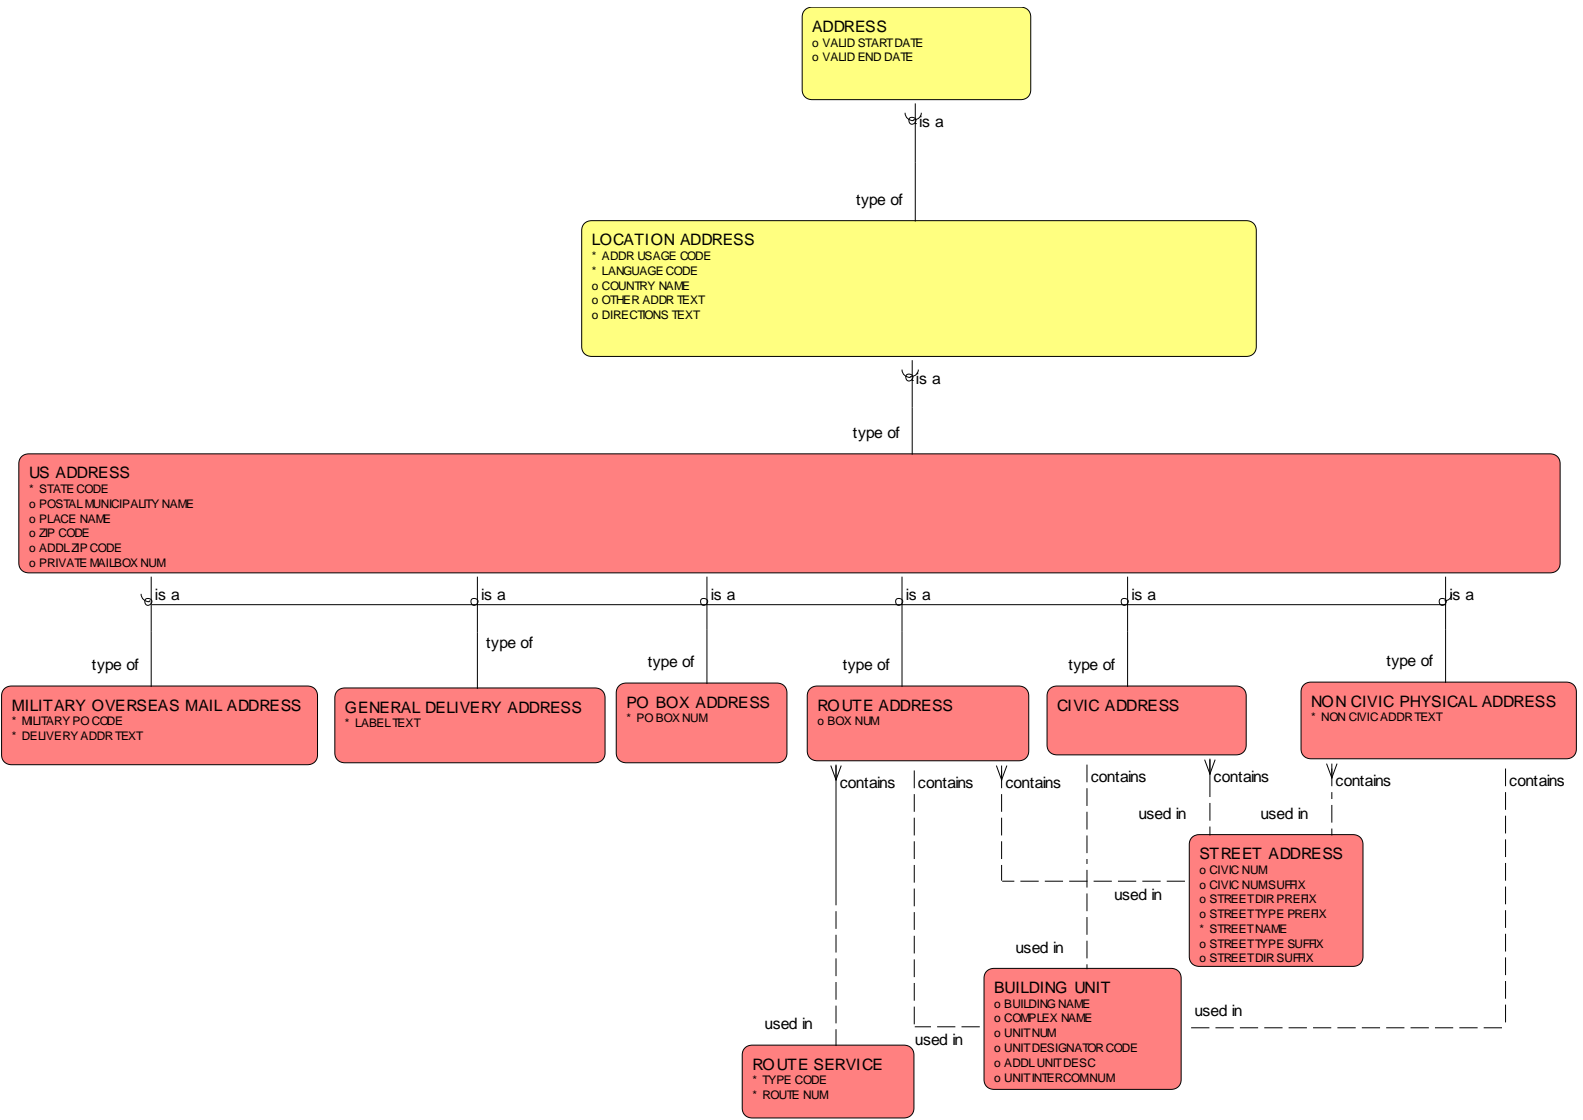 ADDRESS
o VALID START DATE
o VALID END DATE
is a
type of
LOCATION ADDRESS
* ADDR USAGE CODE
* LANGUAGE CODE
o COUNTRY NAME
o OTHER ADDR TEXT
o DIRECTIONS TEXT
is a
type of
US ADDRESS
* STATE CODE
o POSTAL MUNICIPALITY NAME
o PLACE NAME
o ZIP CODE
o ADDL ZIP CODE
o PRIVATE MAILBOX NUM
is a
is a
is a
is a
is a
is a
type of
type of
type of
type of
type of
type of
MILITARY OVERSEAS MAIL ADDRESS
* MILITARY PO CODE
* DELIVERY ADDR TEXT
GENERAL DELIVERY ADDRESS
* LABEL TEXT
PO BOX ADDRESS
* PO BOX NUM
ROUTE ADDRESS
o BOX NUM
CIVIC ADDRESS
NON CIVIC PHYSICAL ADDRESS
* NON CIVIC ADDR TEXT
contains
contains
contains
contains
contains
contains
contains
used in
used in
STREET ADDRESS
o CIVIC NUM
o CIVIC NUM SUFFIX
o STREET DIR PREFIX
o STREET TYPE PREFIX
* STREET NAME
o STREET TYPE SUFFIX
o STREET DIR SUFFIX
used in
used in
BUILDING UNIT
o BUILDING NAME
o COMPLEX NAME
o UNIT NUM
o UNIT DESIGNATOR CODE
o ADDL UNIT DESC
o UNIT INTERCOM NUM
used in
used in
used in
ROUTE SERVICE
* TYPE CODE
* ROUTE NUM